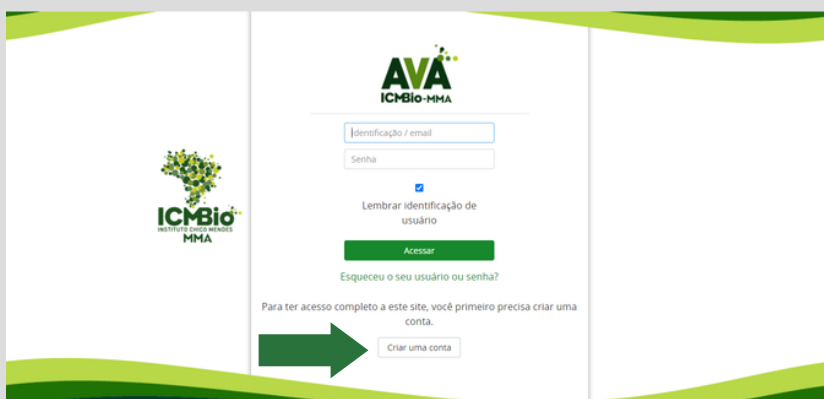 AVA
ICMBio-MMA
Identificação / email
Senha
Lembrar identificação de
usuário
Acessar
Esqueceu o seu usuário ou senha?
Para ter acesso completo a este site, você primeiro precisa criar uma
conta.
Criar uma conta
ICMBio
INSTITUTO CHICO MENDES
MMA